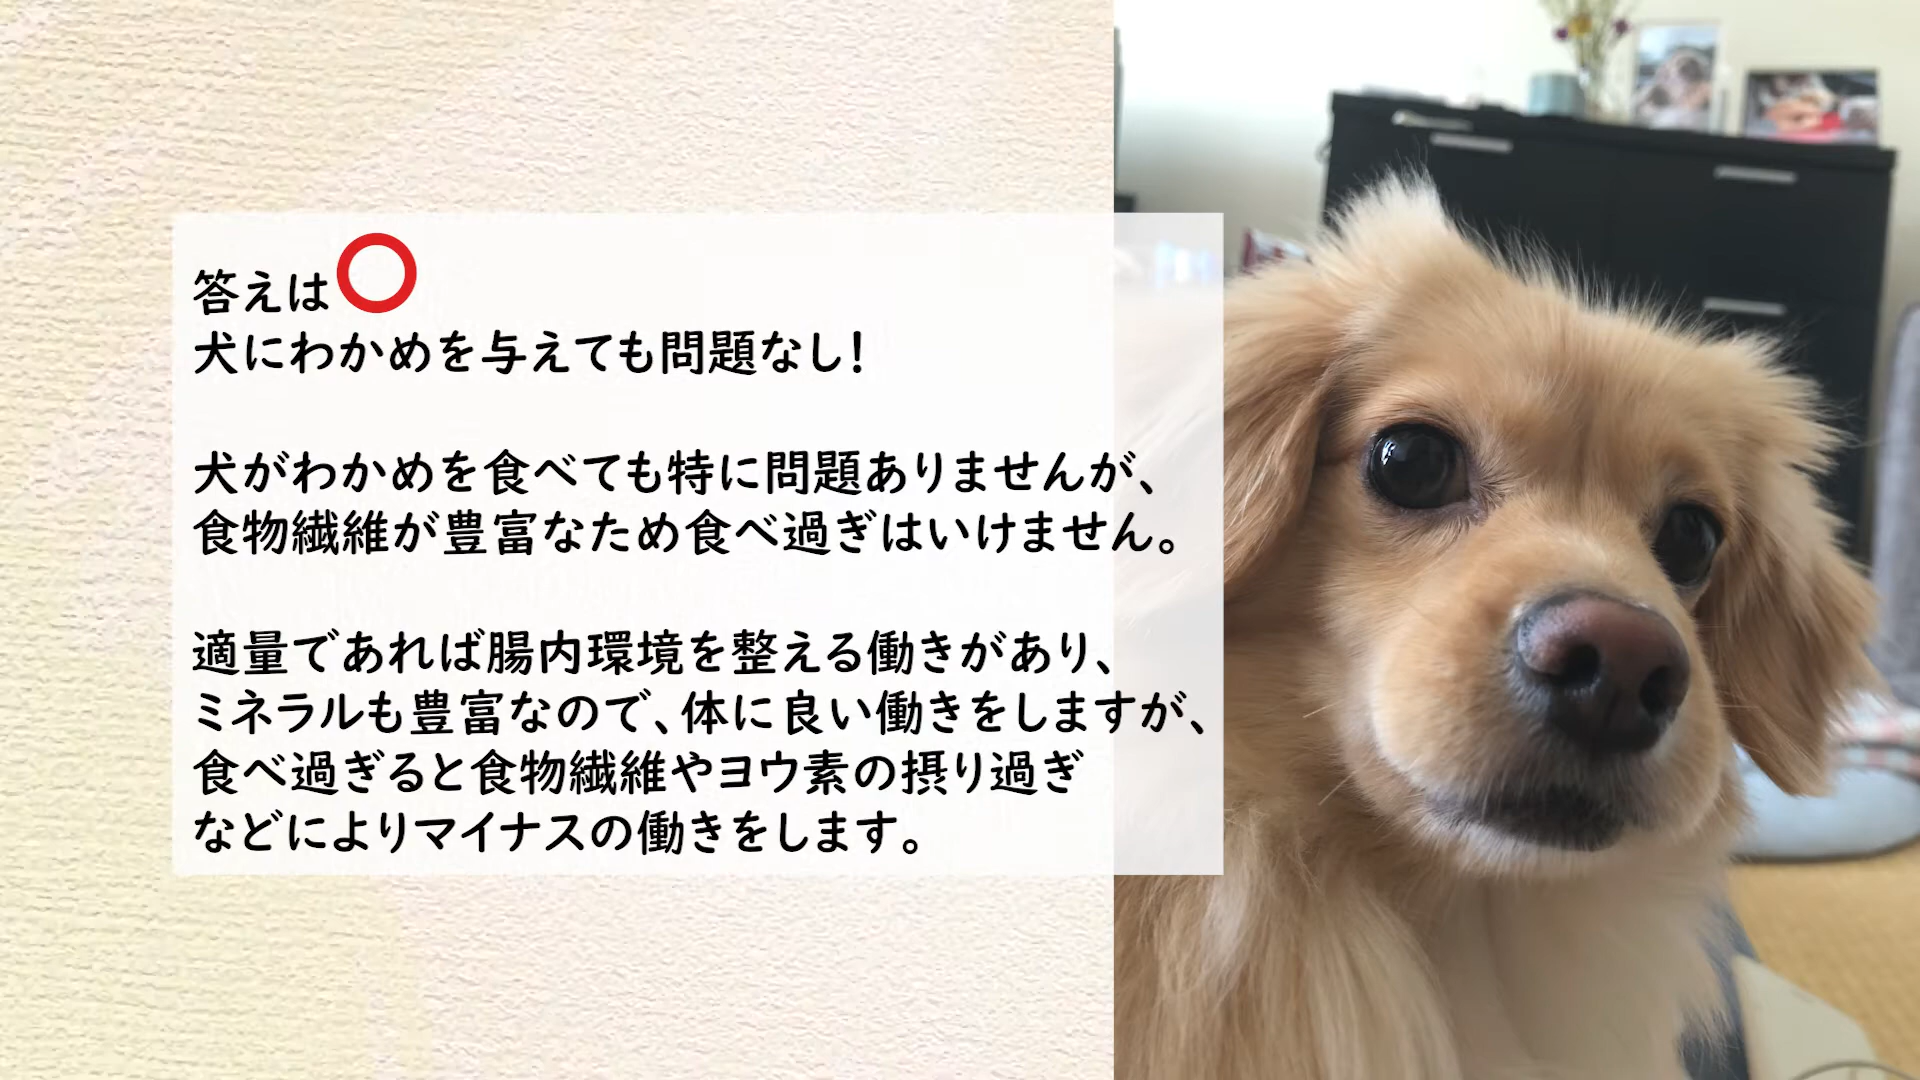 答えは⭕
犬にわかめを与えても問題なし!
犬がわかめを食べても特に問題ありませんが、
食物繊維が豊富なため食べ過ぎはいけません。
適量であれば腸内環境を整える働きがあり、
ミネラルも豊富なので、体に良い働きをしますが、
食べ過ぎると食物繊維やヨウ素の摂り過ぎ
などによりマイナスの働きをします。